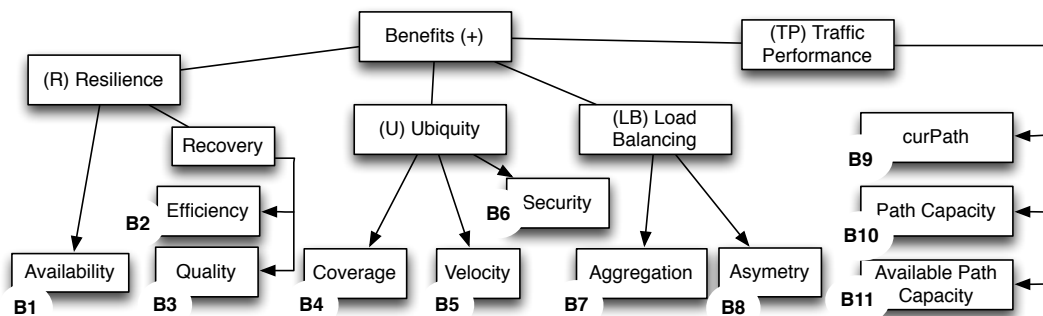 Benefits (+)
(TP) Traffic
Performance
(R) Resilience
(U) Ubiquity
(LB) Load
Balancing
Recovery
curPath
B9
Efficiency
B2
Security
B6
Path Capacity
B10
Availability
B1
Quality
B3
Coverage
B4
Velocity
B5
Aggregation
B7
Asymetry
B8
Available Path
Capacity
B11